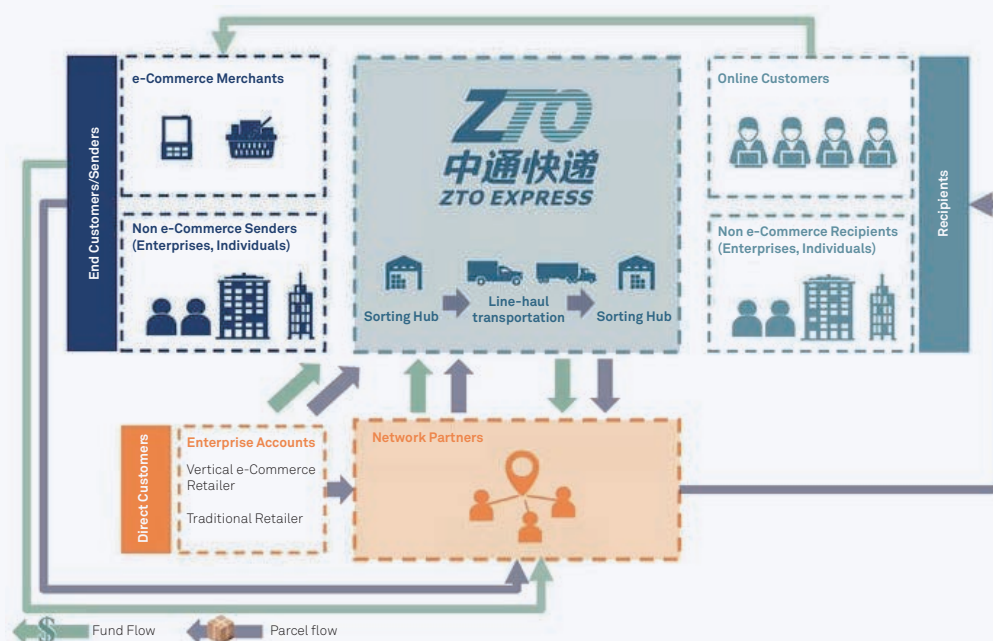 End Customers/Senders
e-Commerce Merchants
Non e-Commerce Senders
(Enterprises, Individuals)
ZTO
中通快递
ZTO EXPRESS
Sorting Hub
Line-haul
transportation
Sorting Hub
Online Customers
Non e-Commerce Recipients
(Enterprises, Individuals)
Recipients
Direct Customers
Enterprise Accounts
Vertical e-Commerce
Retailer
Traditional Retailer
Network Partners
$
Fund Flow
Parcel flow